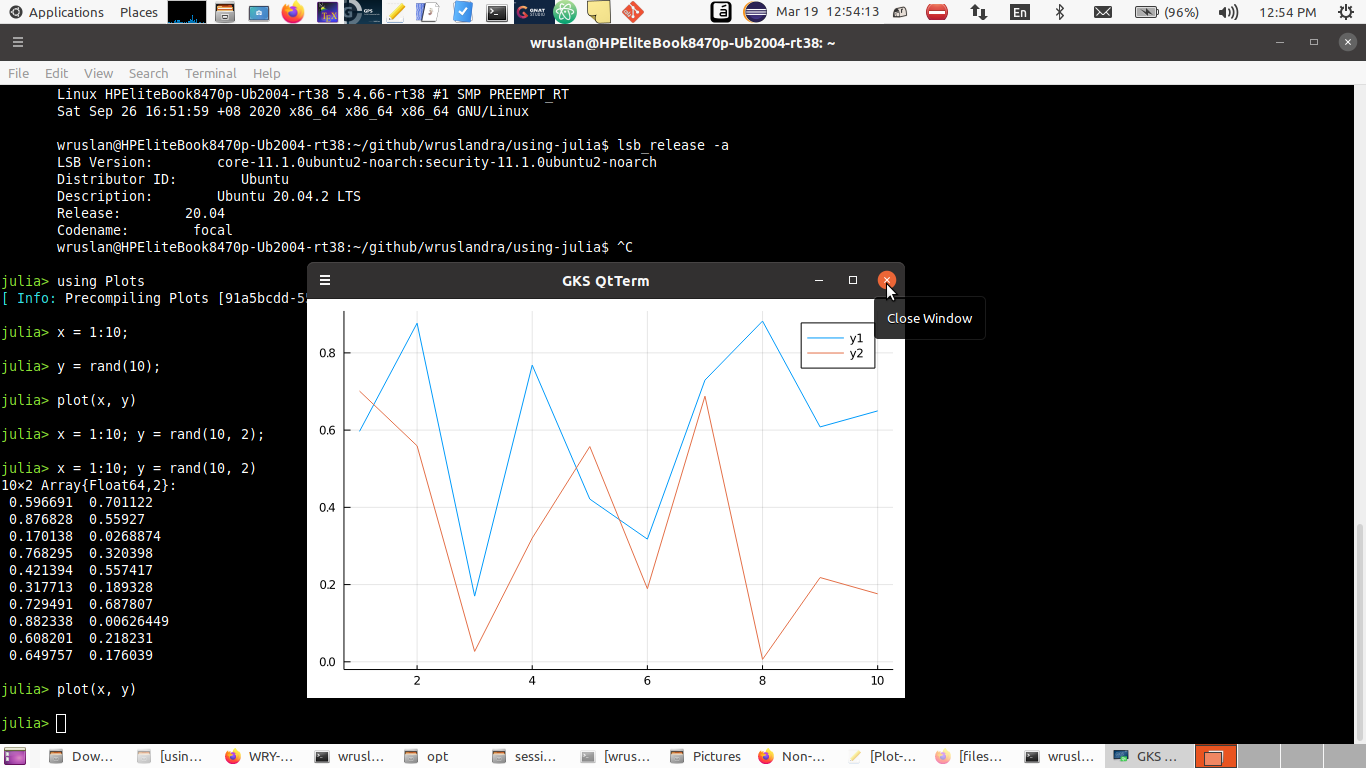 Applications Places
Mar 19 12:54:13
En
(96%)
12:54 PM
wruslan@HPEliteBook8470p-Ub2004-rt38: ~
File Edit View Search Terminal Help
Linux HPEliteBook8470p-Ub2004-rt38 5.4.66-rt38 #1 SMP PREEMPT_RT
Sat Sep 26 16:51:59 +08 2020 x86_64 x86_64 x86_64 GNU/Linux
wruslan@HPEliteBook8470p-Ub2004-rt38:~/github/wruslandra/using-julia$ lsb_release -a
LSB Version: core-11.1.0ubuntu2-noarch:security-11.1.0ubuntu2-noarch
Distributor ID: Ubuntu
Description: Ubuntu 20.04.2 LTS
Release: 20.04
Codename: focal
wruslan@HPEliteBook8470p-Ub2004-rt38:~/github/wruslandra/using-julia$ ^C
julia> using Plots
[ Info: Precompiling Plots [91a5bcdd-5
julia> x = 1:10;
julia> y = rand(10);
julia> plot(x, y)
julia> x = 1:10; y = rand(10, 2);
julia> x = 1:10; y = rand(10, 2)
10×2 Array{Float64,2}:
0.596691 0.701122
0.876828 0.55927
0.170138 0.0268874
0.768295 0.320398
0.421394 0.557417
0.317713 0.189328
0.729491 0.687807
0.882338 0.00626449
0.608201 0.218231
0.649757 0.176039
julia> plot(x, y)
julia>
GKS QtTerm
Close Window
y1
y2
0.8
0.6
0.4
0.2
0.0
2 4 6 8 10
Dow... [usin... WRY-... wrusl... opt sessi... [wrus... Pictures Non-... [Plot-... [files... wrusl... GKS ...